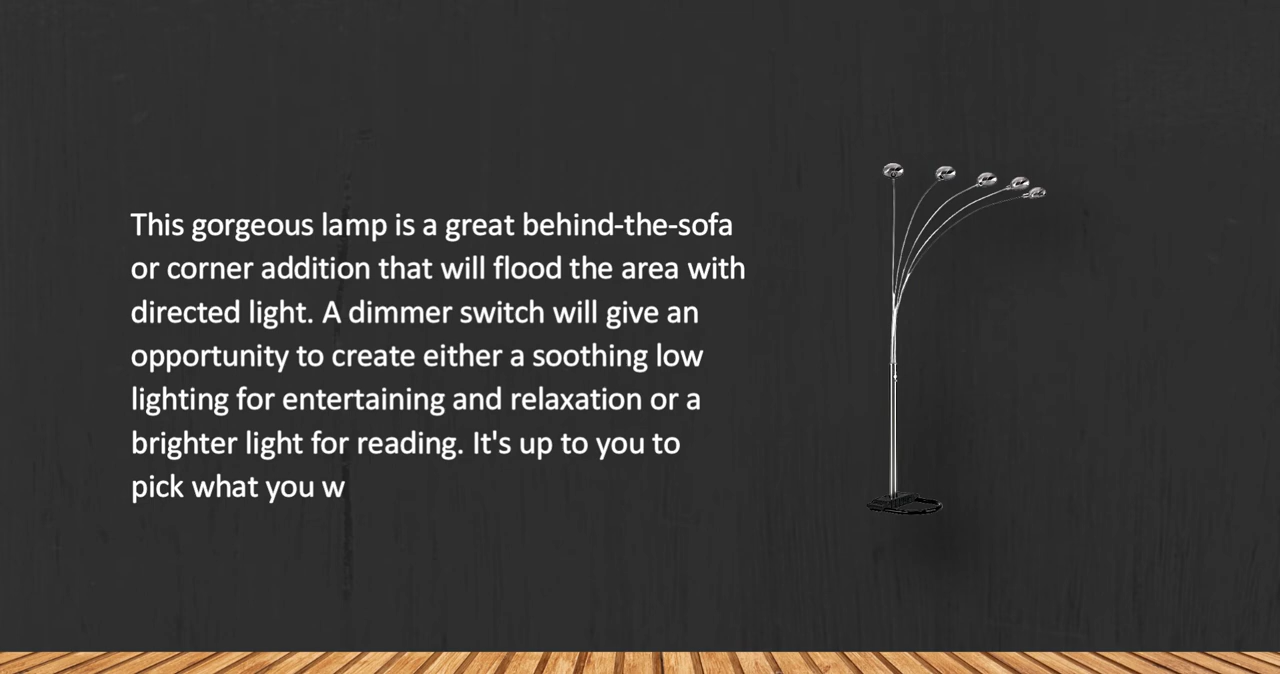 This gorgeous lamp is a great behind-the-sofa
or corner addition that will flood the area with
directed light. A dimmer switch will give an
opportunity to create either a soothing low
lighting for entertaining and relaxation or a
brighter light for reading. It's up to you to
pick what you w